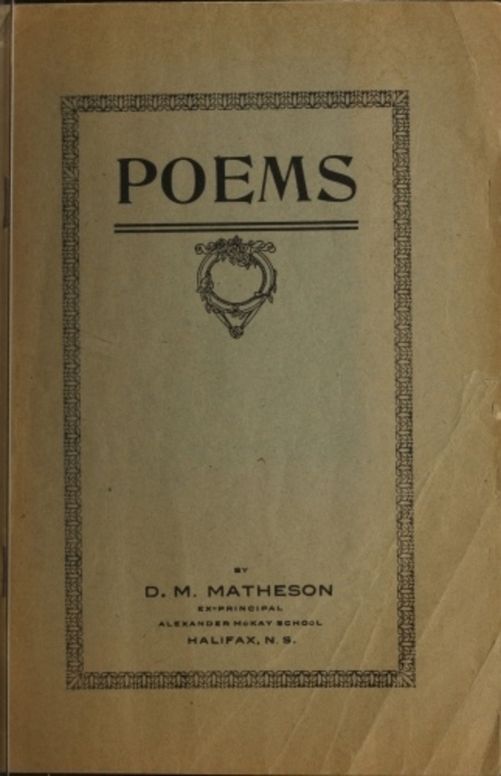 POEMS
BY
D. M. MATHESON
EX-PRINCIPAL
ALEXANDER McKAY SCHOOL
HALIFAX, N. S.